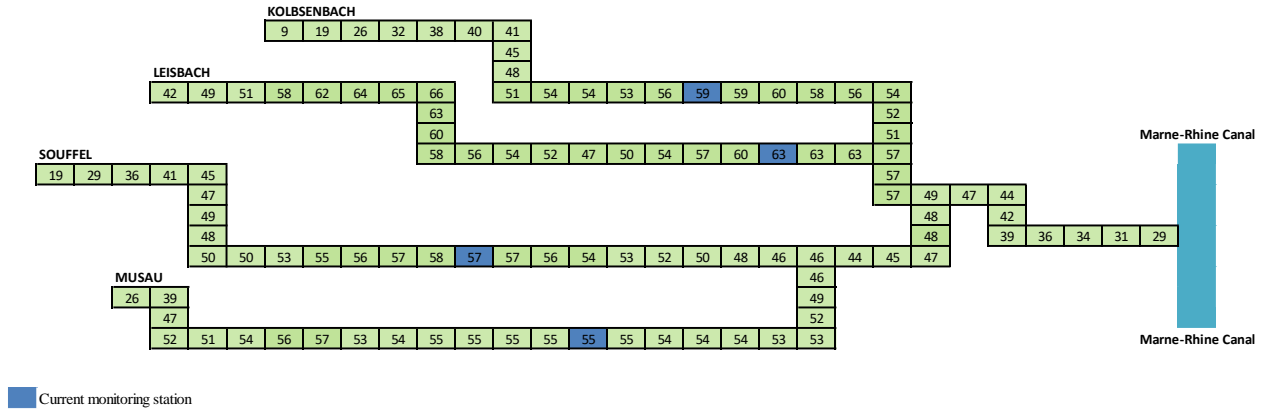 KOLBSENBACH
9 19 26 32 38 40 41
45
LEISBACH 48
42 49 51 58 62 64 65 66 51 54 54 53 56 59 59 60 58 56 54
63 52
60 51 Marne-Rhine Canal
SOUFFEL 58 56 54 52 47 50 54 57 60 63 63 63 57
19 29 36 41 45 57
47 57 49 47 44
49 48 42
48 48 39 36 34 31 29
50 50 53 55 56 57 58 57 57 56 54 53 52 50 48 46 46 44 45 47
MUSAU 46
26 39 49
47 52
52 51 54 56 57 53 54 55 55 55 55 55 55 54 54 54 53 53 Marne-Rhine Canal
Current monitoring station